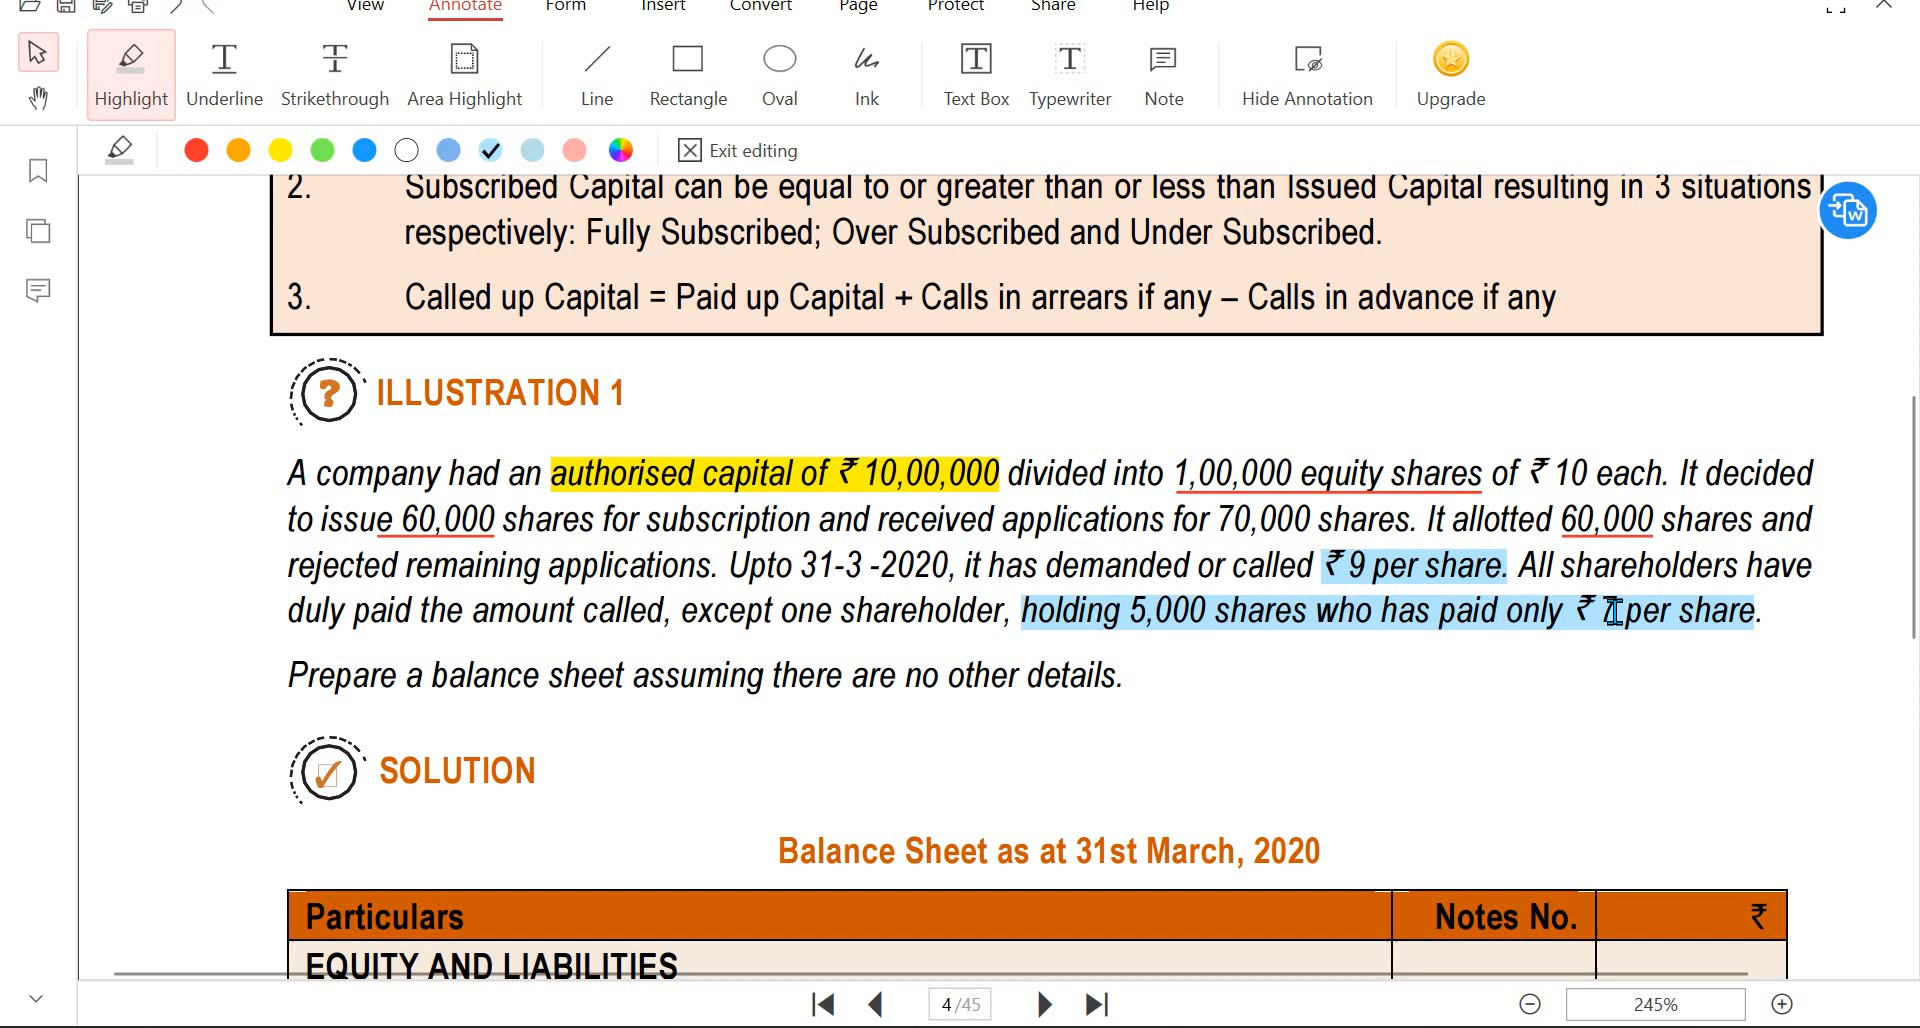 View Annotate Form Insert Convert Page Protect Share Help
Highlight Underline Strikethrough Area Highlight Line Rectangle Oval Ink Text Box Typewriter Note Hide Annotation Upgrade
Exit editing
2. Subscribed Capital can be equal to or greater than or less than Issued Capital resulting in 3 situations
respectively: Fully Subscribed; Over Subscribed and Under Subscribed.
3. Called up Capital = Paid up Capital + Calls in arrears if any – Calls in advance if any
ILLUSTRATION 1
A company had an authorised capital of ₹ 10,00,000 divided into 1,00,000 equity shares of ₹ 10 each. It decided
to issue 60,000 shares for subscription and received applications for 70,000 shares. It allotted 60,000 shares and
rejected remaining applications. Upto 31-3 -2020, it has demanded or called ₹ 9 per share. All shareholders have
duly paid the amount called, except one shareholder, holding 5,000 shares who has paid only ₹ 7 per share.
Prepare a balance sheet assuming there are no other details.
SOLUTION
Balance Sheet as at 31st March, 2020
Particulars Notes No. ₹
EQUITY AND LIABILITIES
4 /45
245%